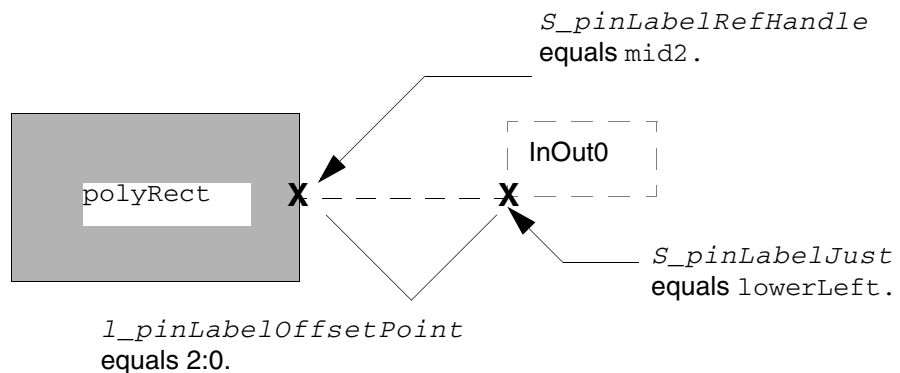 S_pinLabelRefHandle
equals mid2.
InOut0
polyRect
X
X
S_pinLabelJust
equals lowerLeft.
l_pinLabelOffsetPoint
equals 2:0.